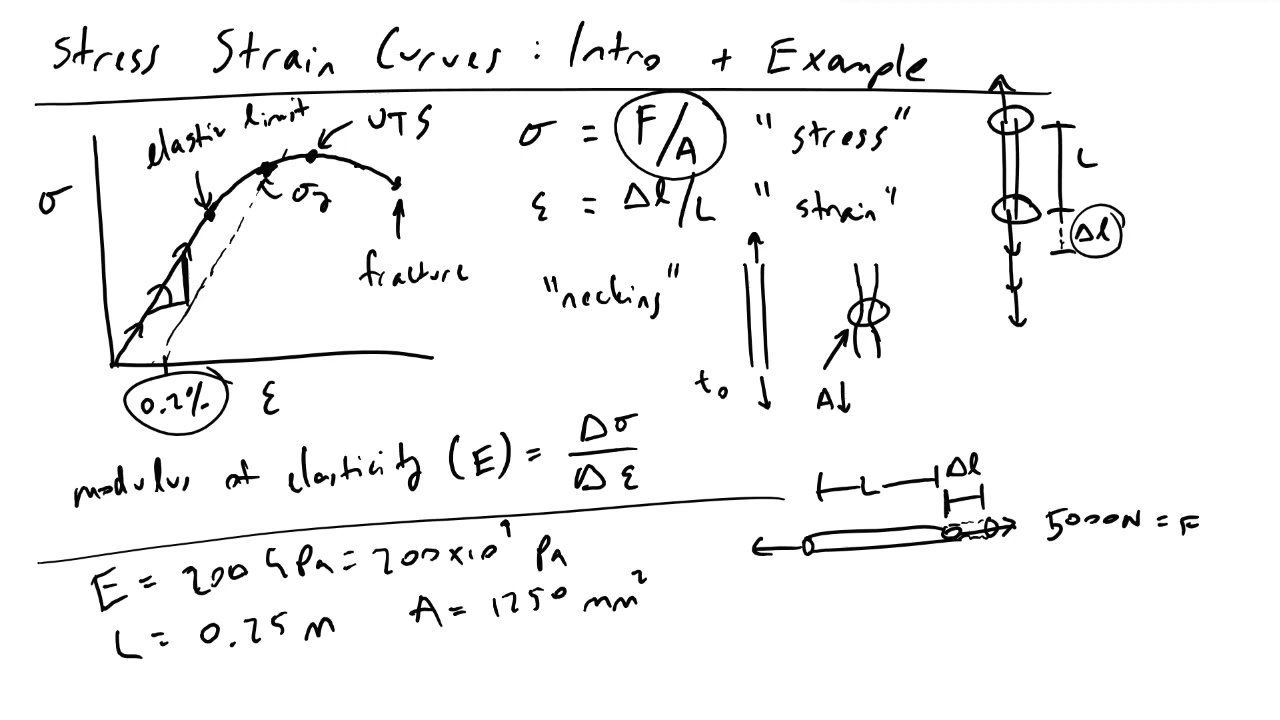 Stress Strain Curves : Intro + Example
elastic limit
UTS
σ = F/A "stress"
σ
σy
ε = Δl/L "strain"
L
Δl
fracture
"necking"
t₀
A↓
0.2%
ε
modulus of elasticity (E) = Δσ/Δε
L
Δl
5000N = F
E = 200 GPa = 200×10⁹ Pa
L = 0.25 m A = 1250 mm²